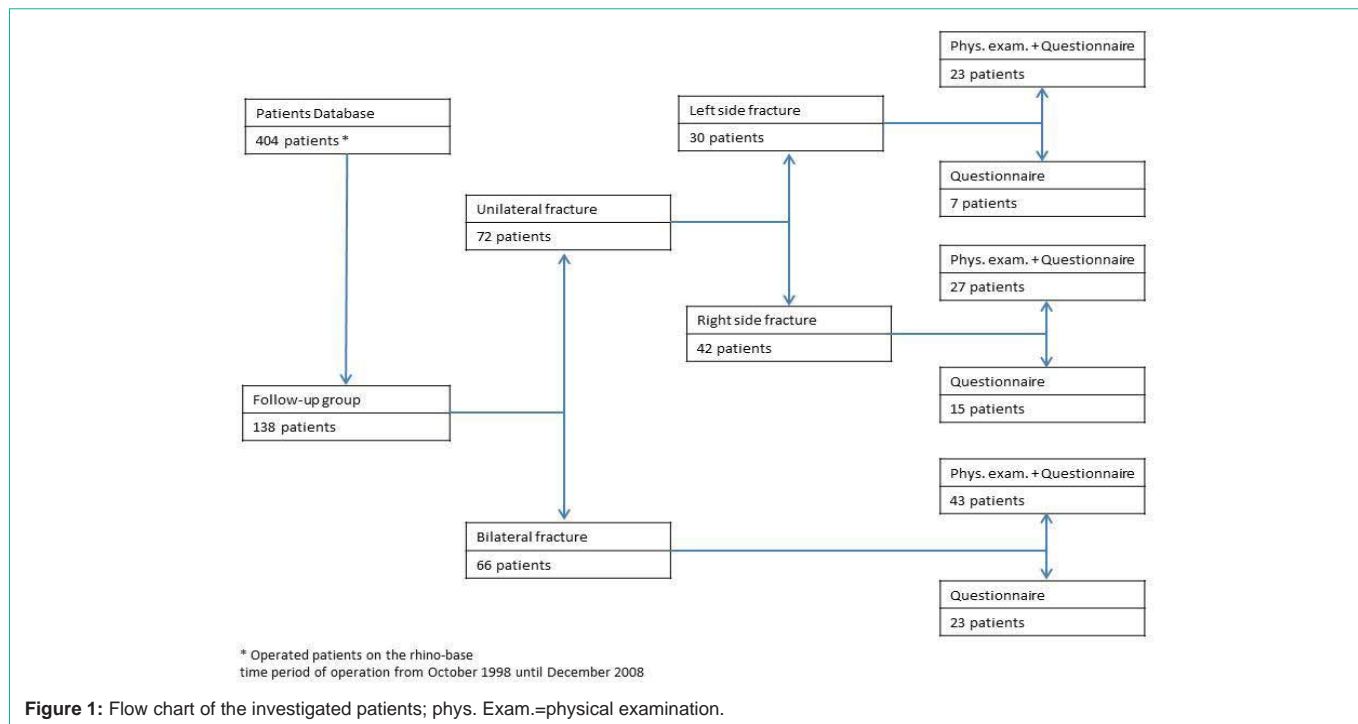 Patients Database
404 patients *
Follow-up group
138 patients
Unilateral fracture
72 patients
Bilateral fracture
66 patients
Left side fracture
30 patients
Right side fracture
42 patients
Phys. exam. + Questionnaire
23 patients
Questionnaire
7 patients
Phys. exam. + Questionnaire
27 patients
Questionnaire
15 patients
Phys. exam. + Questionnaire
43 patients
Questionnaire
23 patients
* Operated patients on the rhino-base
time period of operation from October 1998 until December 2008
Figure 1: Flow chart of the investigated patients; phys. Exam.=physical examination.